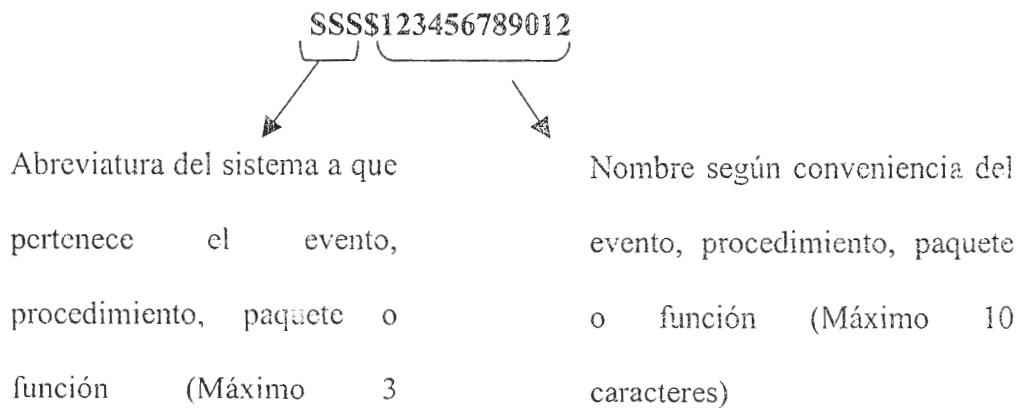 SSS$123456789012
Abreviatura del sistema a que
pertenece el evento,
procedimiento, paquete o
función (Máximo 3
Nombre según conveniencia del
evento, procedimiento, paquete
o función (Máximo 10
caracteres)